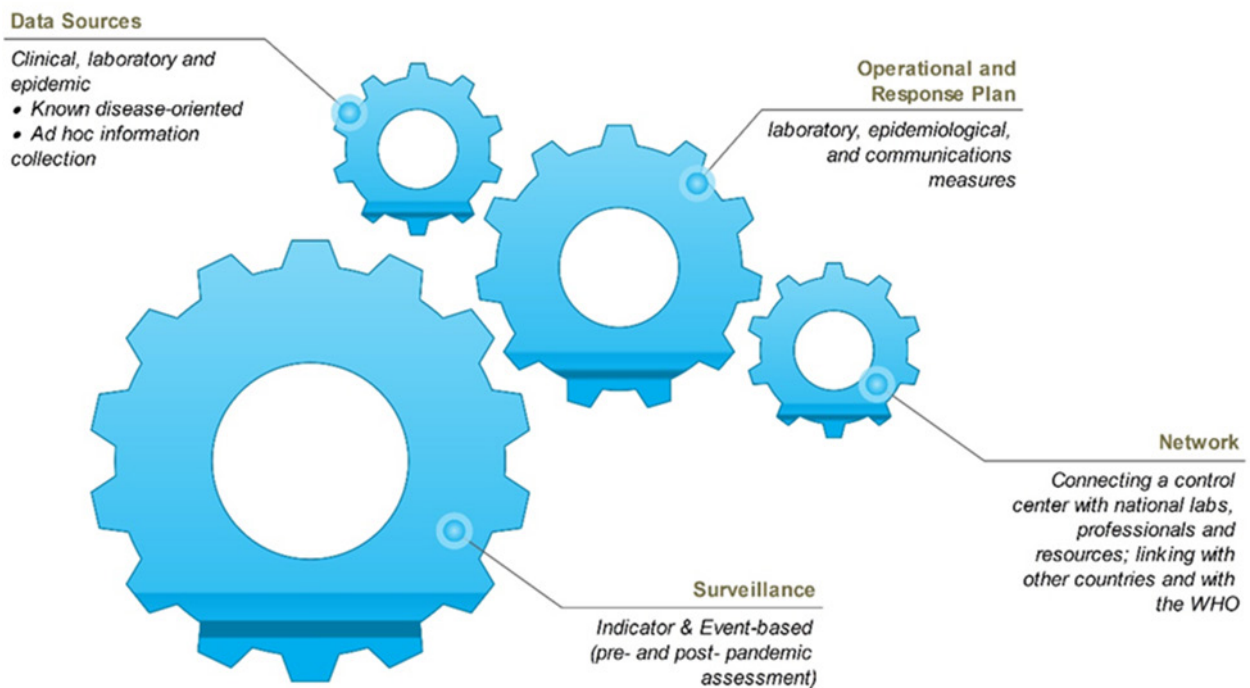 Data Sources
Clinical, laboratory and
epidemic
• Known disease-oriented
• Ad hoc information
collection
Operational and
Response Plan
laboratory, epidemiological,
and communications
measures
Network
Connecting a control
center with national labs,
professionals and
resources; linking with
other countries and with
the WHO
Surveillance
Indicator & Event-based
(pre- and post- pandemic
assessment)